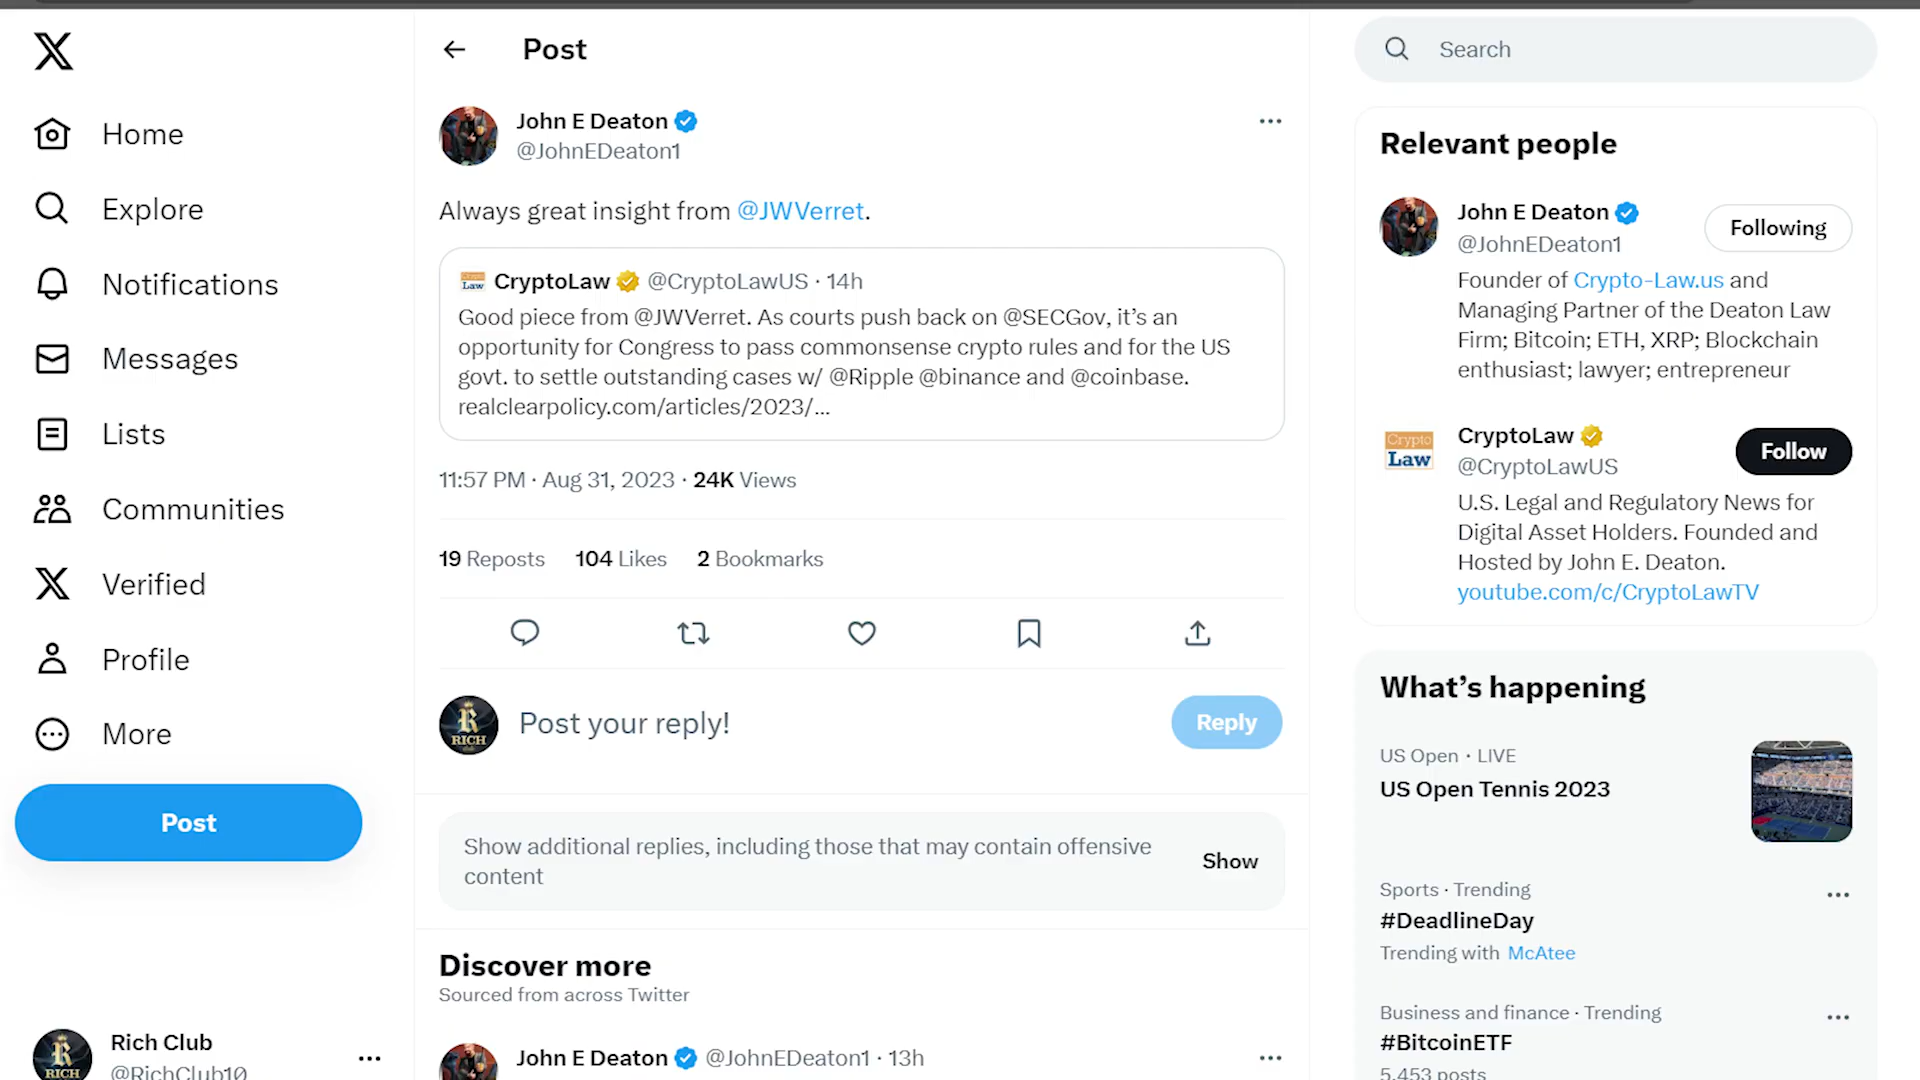 Home
Explore
Notifications
Messages
Lists
Communities
Verified
Profile
More
Post
Rich Club
@RichClub10
Post
John E Deaton
@JohnEDeaton1
Always great insight from @JWVerret.
CryptoLaw @CryptoLawUS · 14h
Good piece from @JWVerret. As courts push back on @SECGov, it’s an
opportunity for Congress to pass commonsense crypto rules and for the US
govt. to settle outstanding cases w/ @Ripple @binance and @coinbase.
realclearpolicy.com/articles/2023/...
11:57 PM · Aug 31, 2023 · 24K Views
19 Reposts 104 Likes 2 Bookmarks
R RICH
Post your reply!
Reply
Show additional replies, including those that may contain offensive
content
Show
Discover more
Sourced from across Twitter
John E Deaton @JohnEDeaton1 · 13h
Search
Relevant people
John E Deaton
@JohnEDeaton1
Following
Founder of Crypto-Law.us and
Managing Partner of the Deaton Law
Firm; Bitcoin; ETH, XRP; Blockchain
enthusiast; lawyer; entrepreneur
Crypto
Law
CryptoLaw
@CryptoLawUS
Follow
U.S. Legal and Regulatory News for
Digital Asset Holders. Founded and
Hosted by John E. Deaton.
youtube.com/c/CryptoLawTV
What’s happening
US Open · LIVE
US Open Tennis 2023
Sports · Trending
#DeadlineDay
Trending with McAtee
Business and finance · Trending
#BitcoinETF
5,453 posts